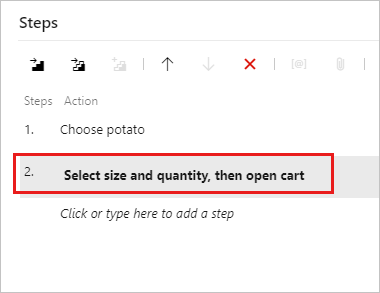 Steps
Steps Action
1. Choose potato
2. Select size and quantity, then open cart
Click or type here to add a step